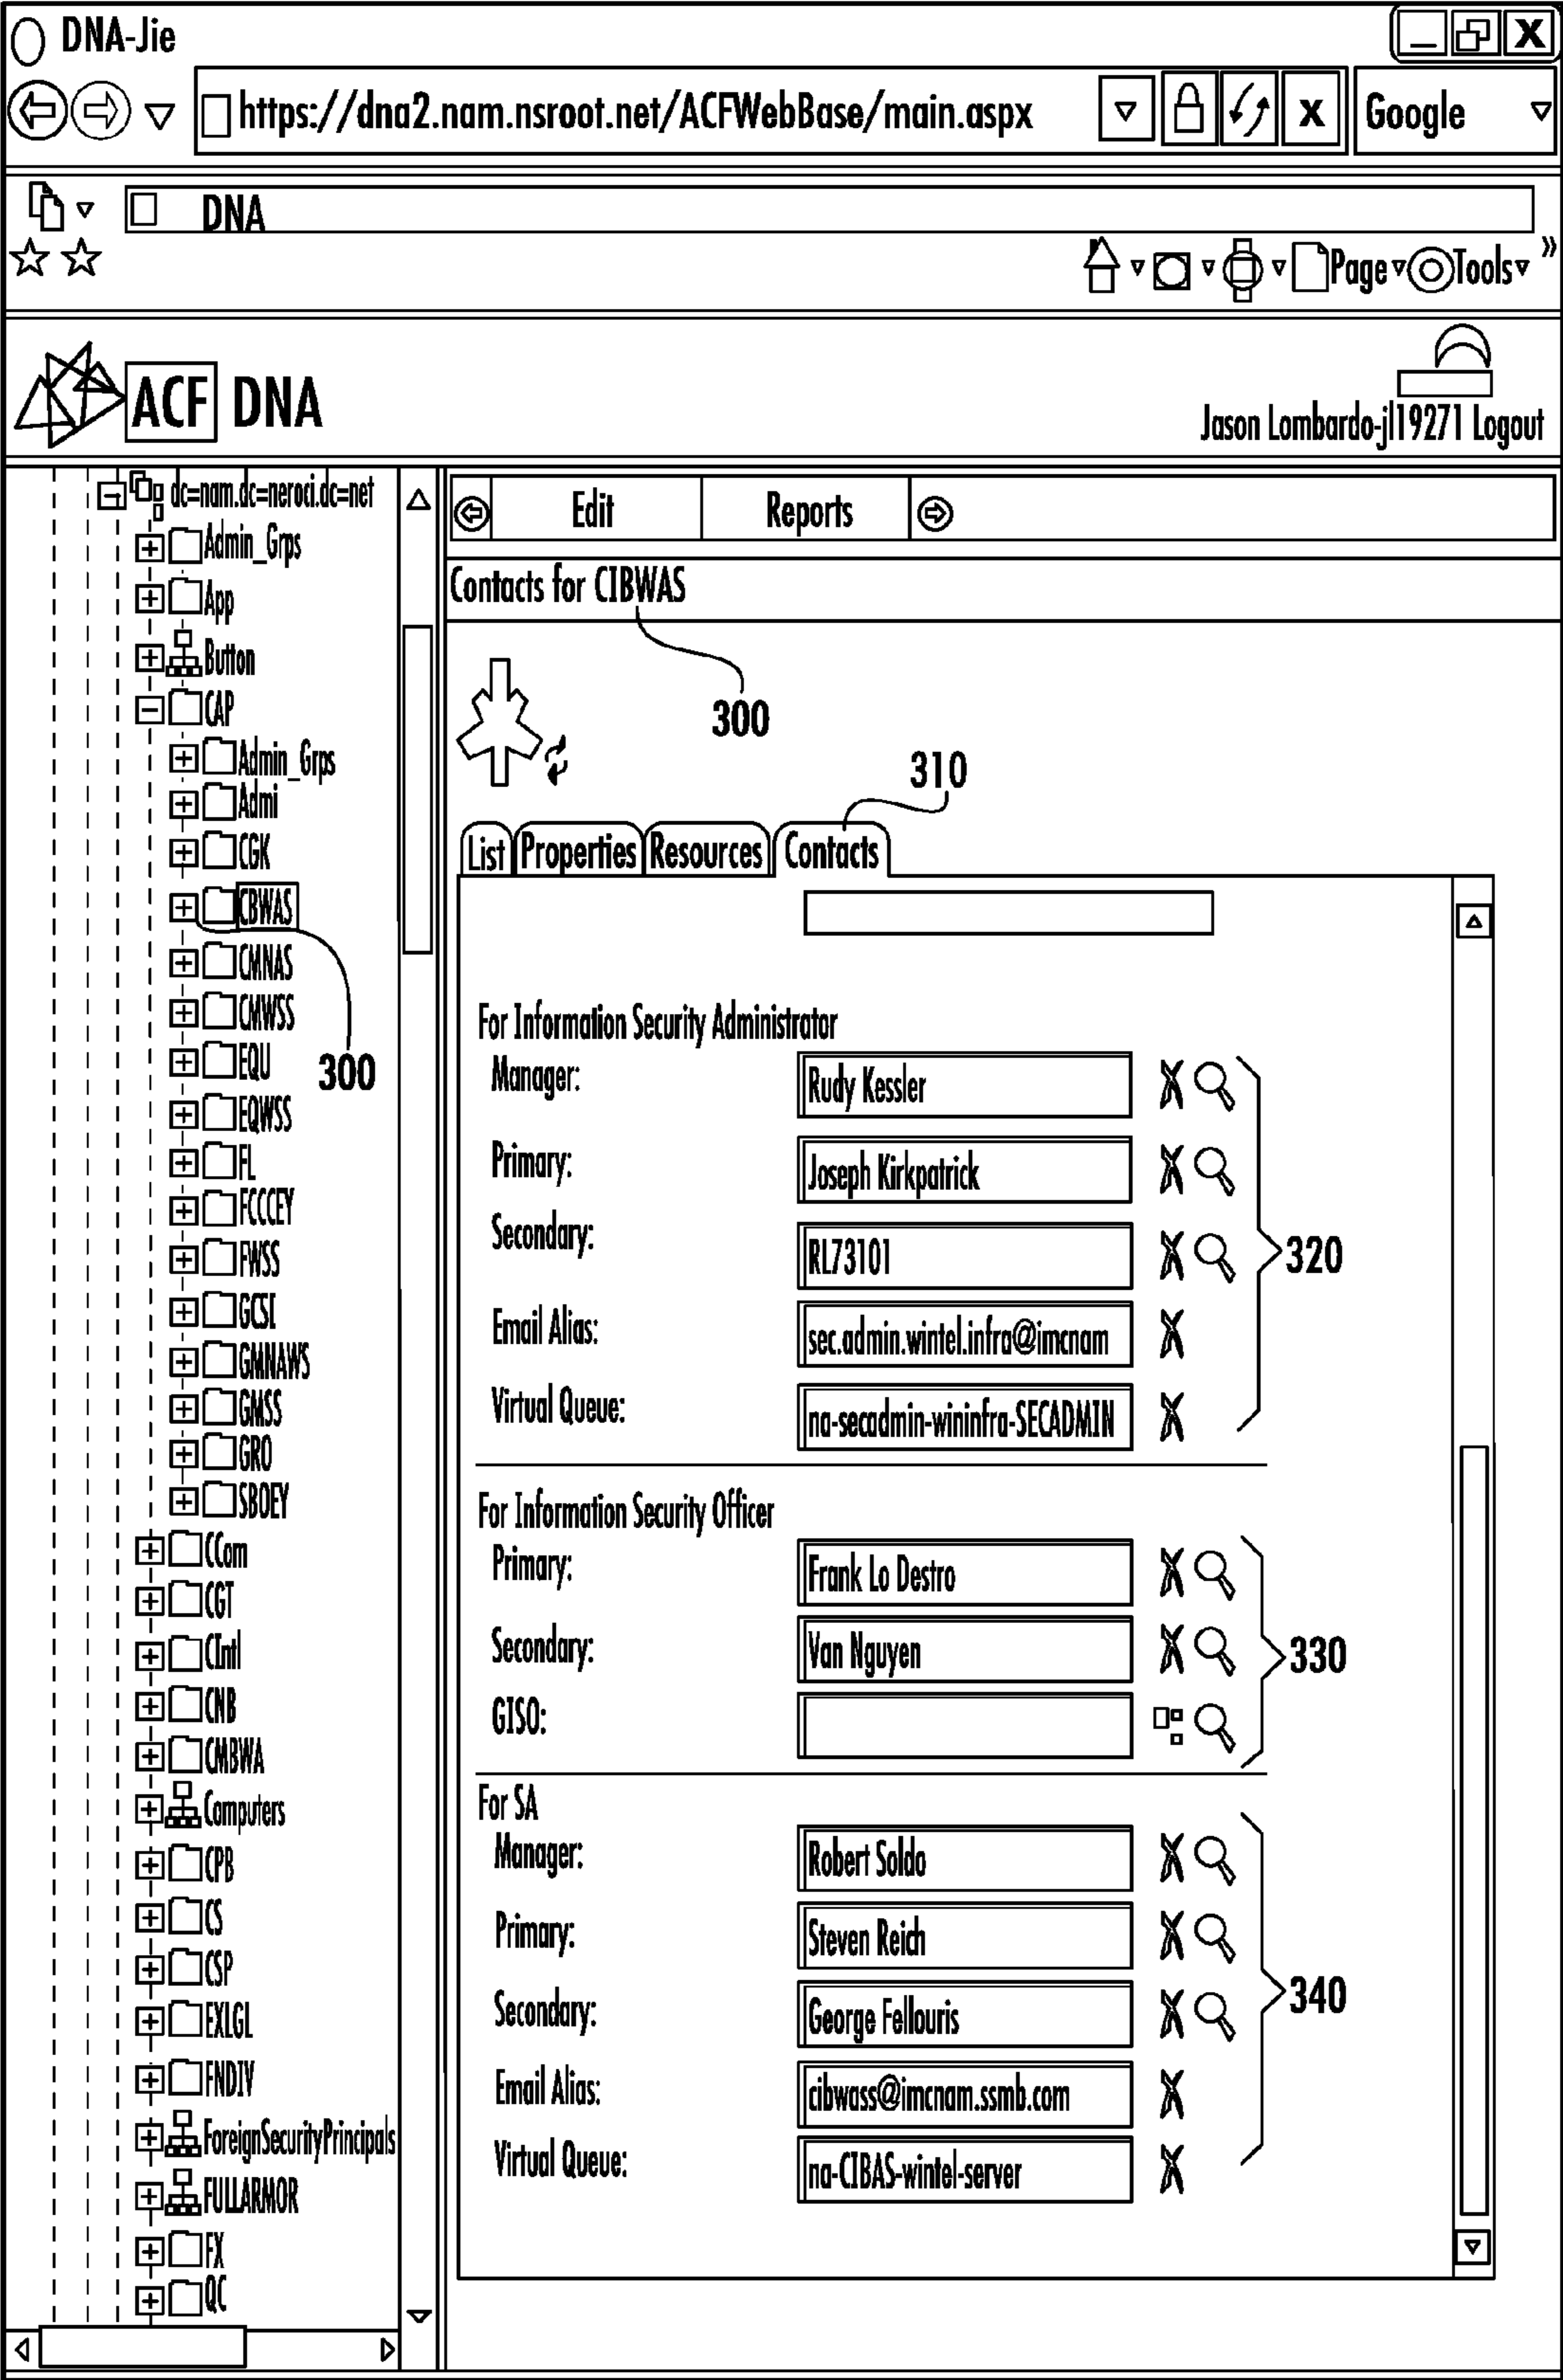 DNA-Jie
https://dna2.nam.nsroot.net/ACFWebBase/main.aspx
X
Google
DNA
Page
Tools
»
ACF DNA
Jason Lombardo-jl19271 Logout
dc=nam.dc=neroci.dc=net
Admin_Grps
App
Button
CAP
Admin_Grps
Admi
CGK
CBWAS
CMNAS
CMWSS
EQU
300
EQWSS
FL
FCCCEY
FWSS
GCSI
GMNAWS
GMSS
GRO
SBOEY
CCom
CGT
CIntl
CNB
CMBWA
Computers
CPB
CS
CSP
EXLGL
FNDIV
ForeignSecurityPrincipals
FULLARMOR
FX
QC
Edit Reports
Contacts for CIBWAS
300
310
List Properties Resources Contacts
For Information Security Administrator
Manager: Rudy Kessler
Primary: Joseph Kirkpatrick
Secondary: RL73101
320
Email Alias: sec.admin.wintel.infra@imcnam
Virtual Queue: na-secadmin-wininfra-SECADMIN
For Information Security Officer
Primary: Frank Lo Destro
Secondary: Van Nguyen
330
GISO:
For SA
Manager: Robert Soldo
Primary: Steven Reich
Secondary: George Fellouris
340
Email Alias: cibwass@imcnam.ssmb.com
Virtual Queue: na-CIBAS-wintel-server